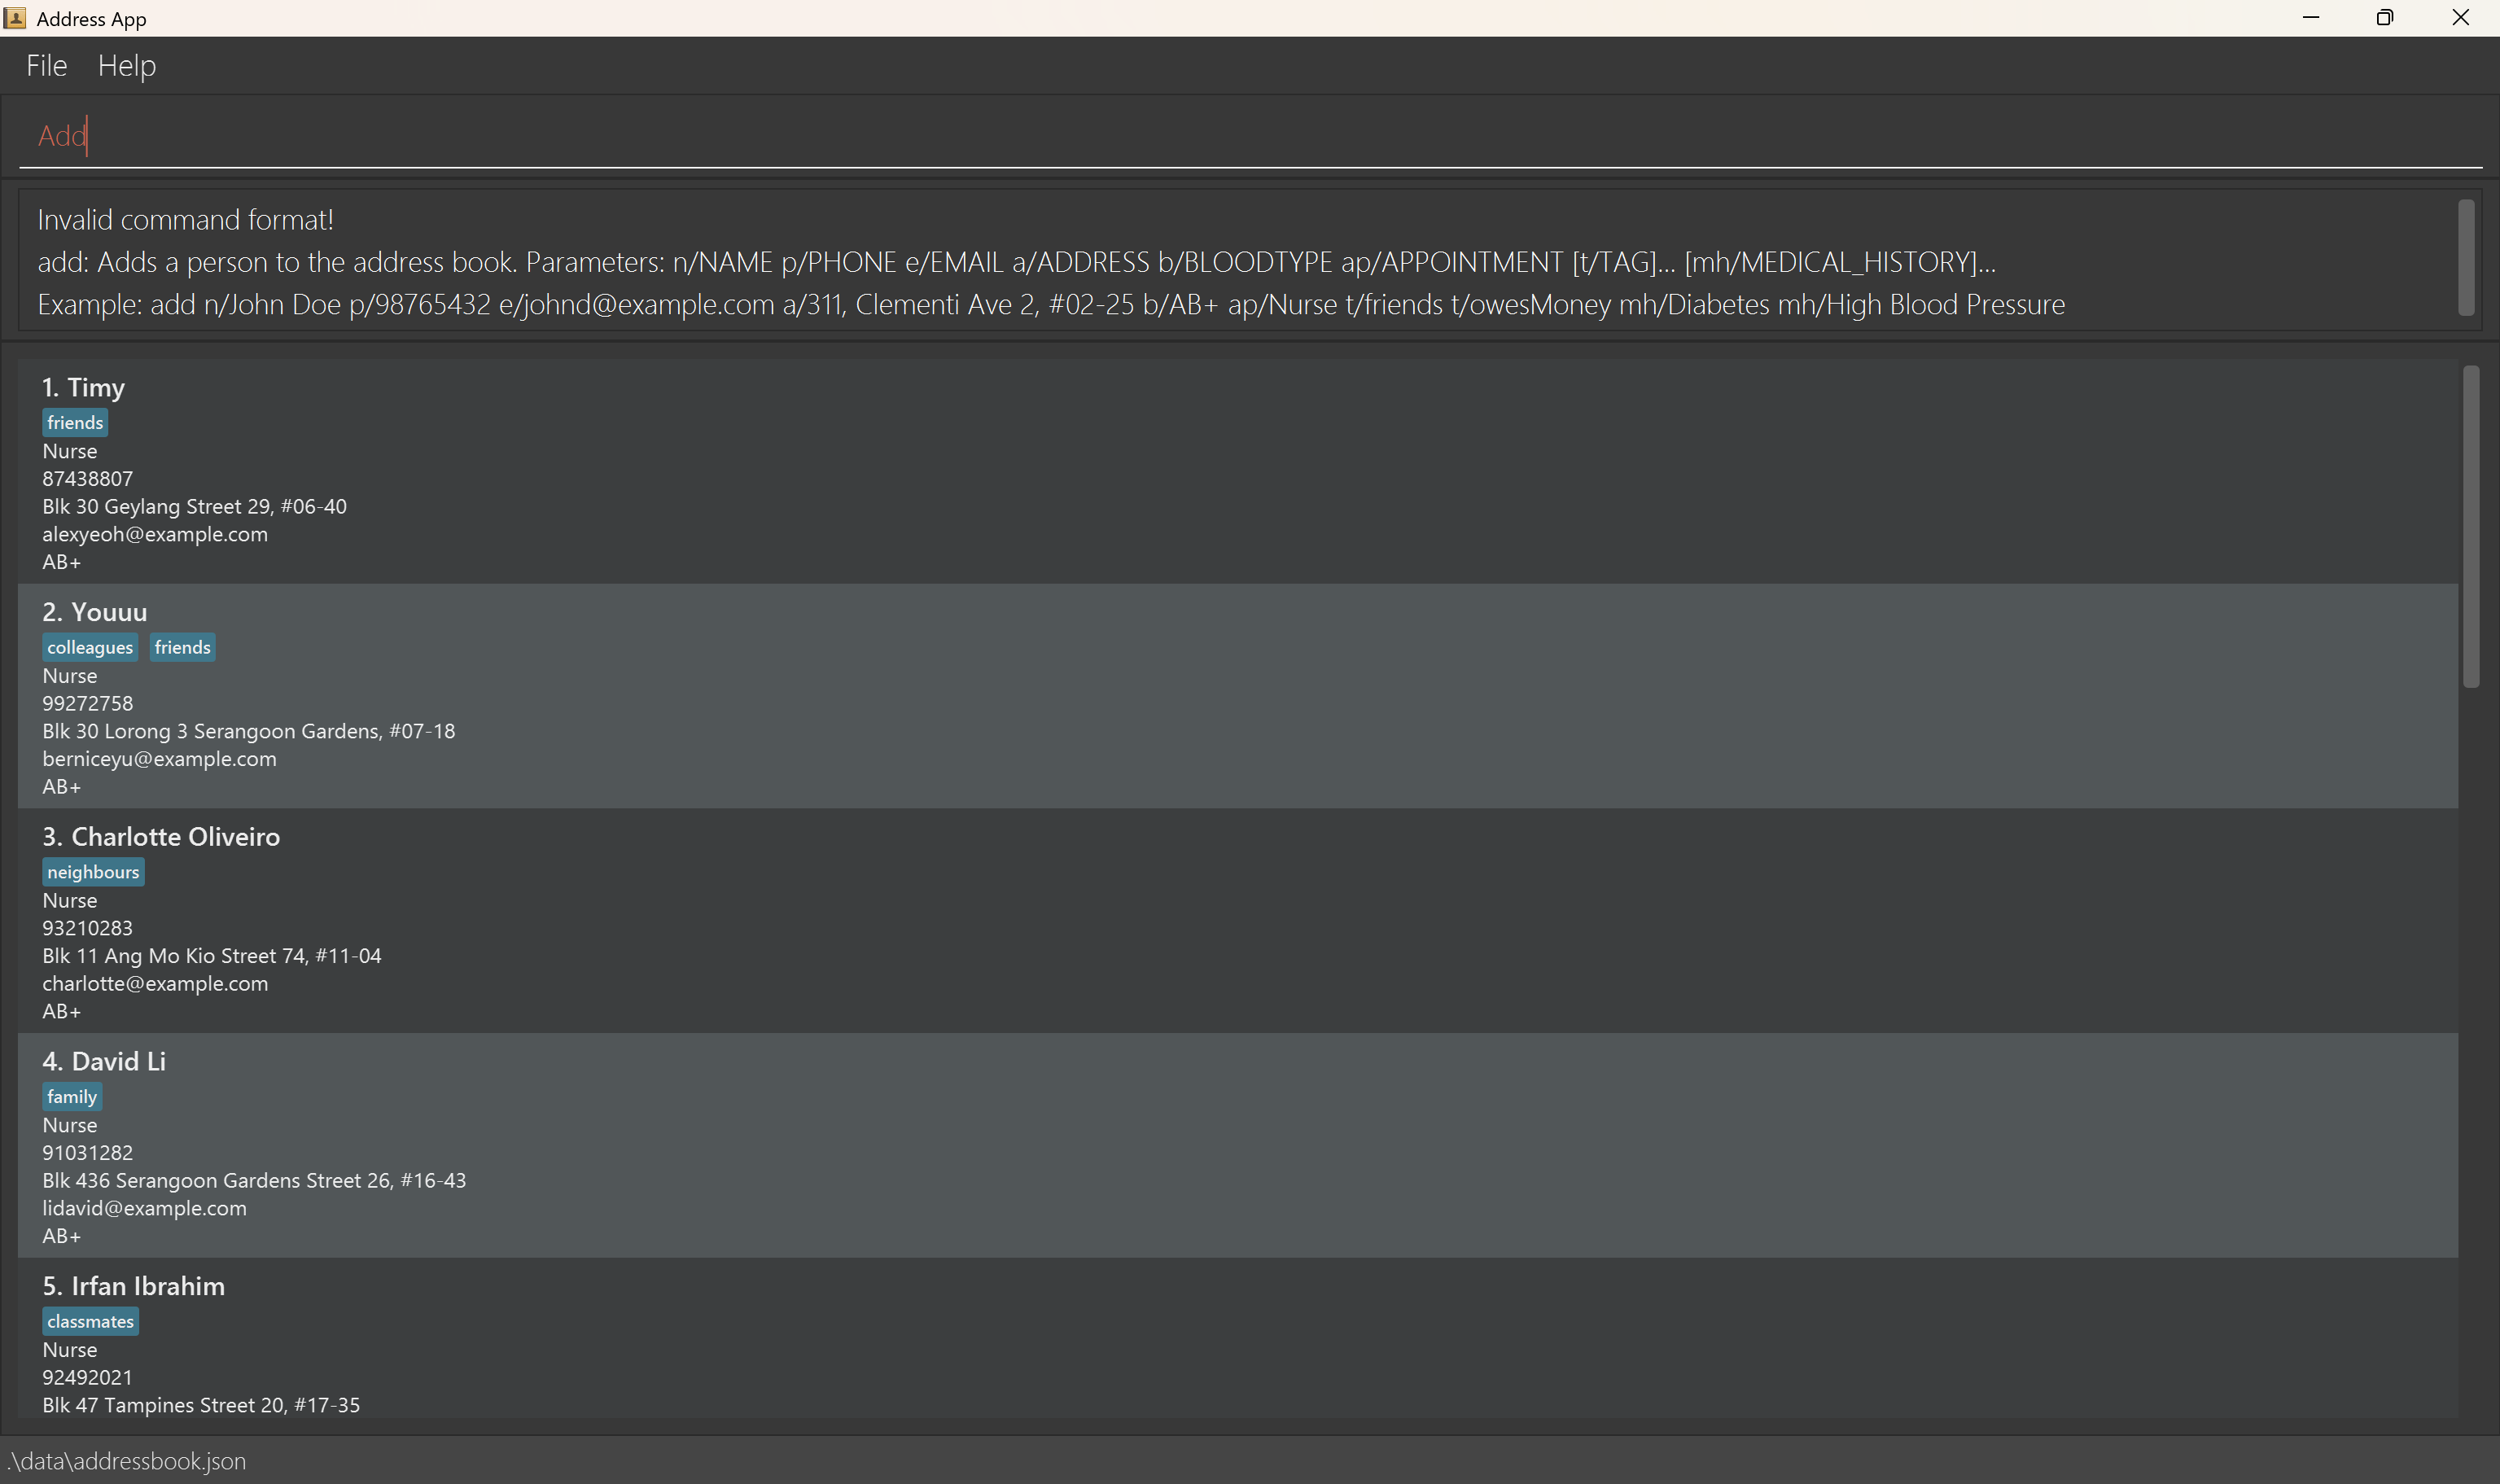 Address App
File Help
Add
Invalid command format!
add: Adds a person to the address book. Parameters: n/NAME p/PHONE e/EMAIL a/ADDRESS b/BLOODTYPE ap/APPOINTMENT [t/TAG]... [mh/MEDICAL_HISTORY]...
Example: add n/John Doe p/98765432 e/johnd@example.com a/311, Clementi Ave 2, #02-25 b/AB+ ap/Nurse t/friends t/owesMoney mh/Diabetes mh/High Blood Pressure
1. Timy
friends
Nurse
87438807
Blk 30 Geylang Street 29, #06-40
alexyeoh@example.com
AB+
2. Youuu
colleagues friends
Nurse
99272758
Blk 30 Lorong 3 Serangoon Gardens, #07-18
berniceyu@example.com
AB+
3. Charlotte Oliveiro
neighbours
Nurse
93210283
Blk 11 Ang Mo Kio Street 74, #11-04
charlotte@example.com
AB+
4. David Li
family
Nurse
91031282
Blk 436 Serangoon Gardens Street 26, #16-43
lidavid@example.com
AB+
5. Irfan Ibrahim
classmates
Nurse
92492021
Blk 47 Tampines Street 20, #17-35
.\data\addressbook.json